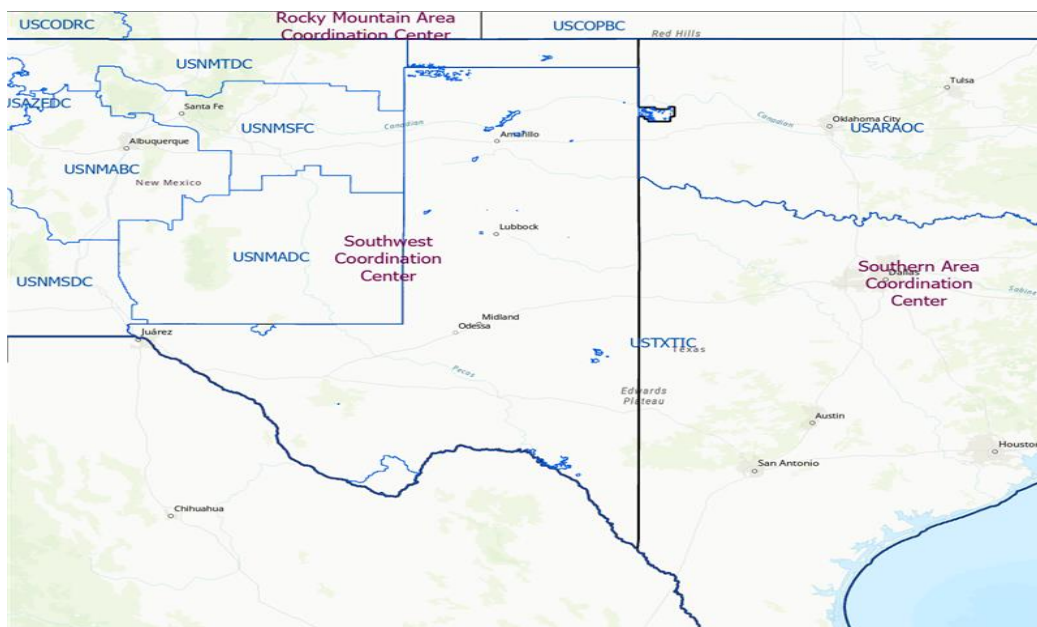 USCODRC
Rocky Mountain Area
Coordination Center
USCOPBC
Red Hills
USNMTDC
Tulsa
USAZFDC
Santa Fe
USNMSFC
Canadian
Canadian
Oklahoma City
USARAOC
Albuquerque
Amarillo
USNMABC
New Mexico
Lubbock
USNMADC
Southwest
Coordination
Center
USNMSDC
Southern Area
Coordination
Center
Dallas
Sabine
Midland
Odessa
Juárez
USTXTIC
Texas
Pecos
Edwards
Plateau
Austin
Houston
San Antonio
Chihuahua